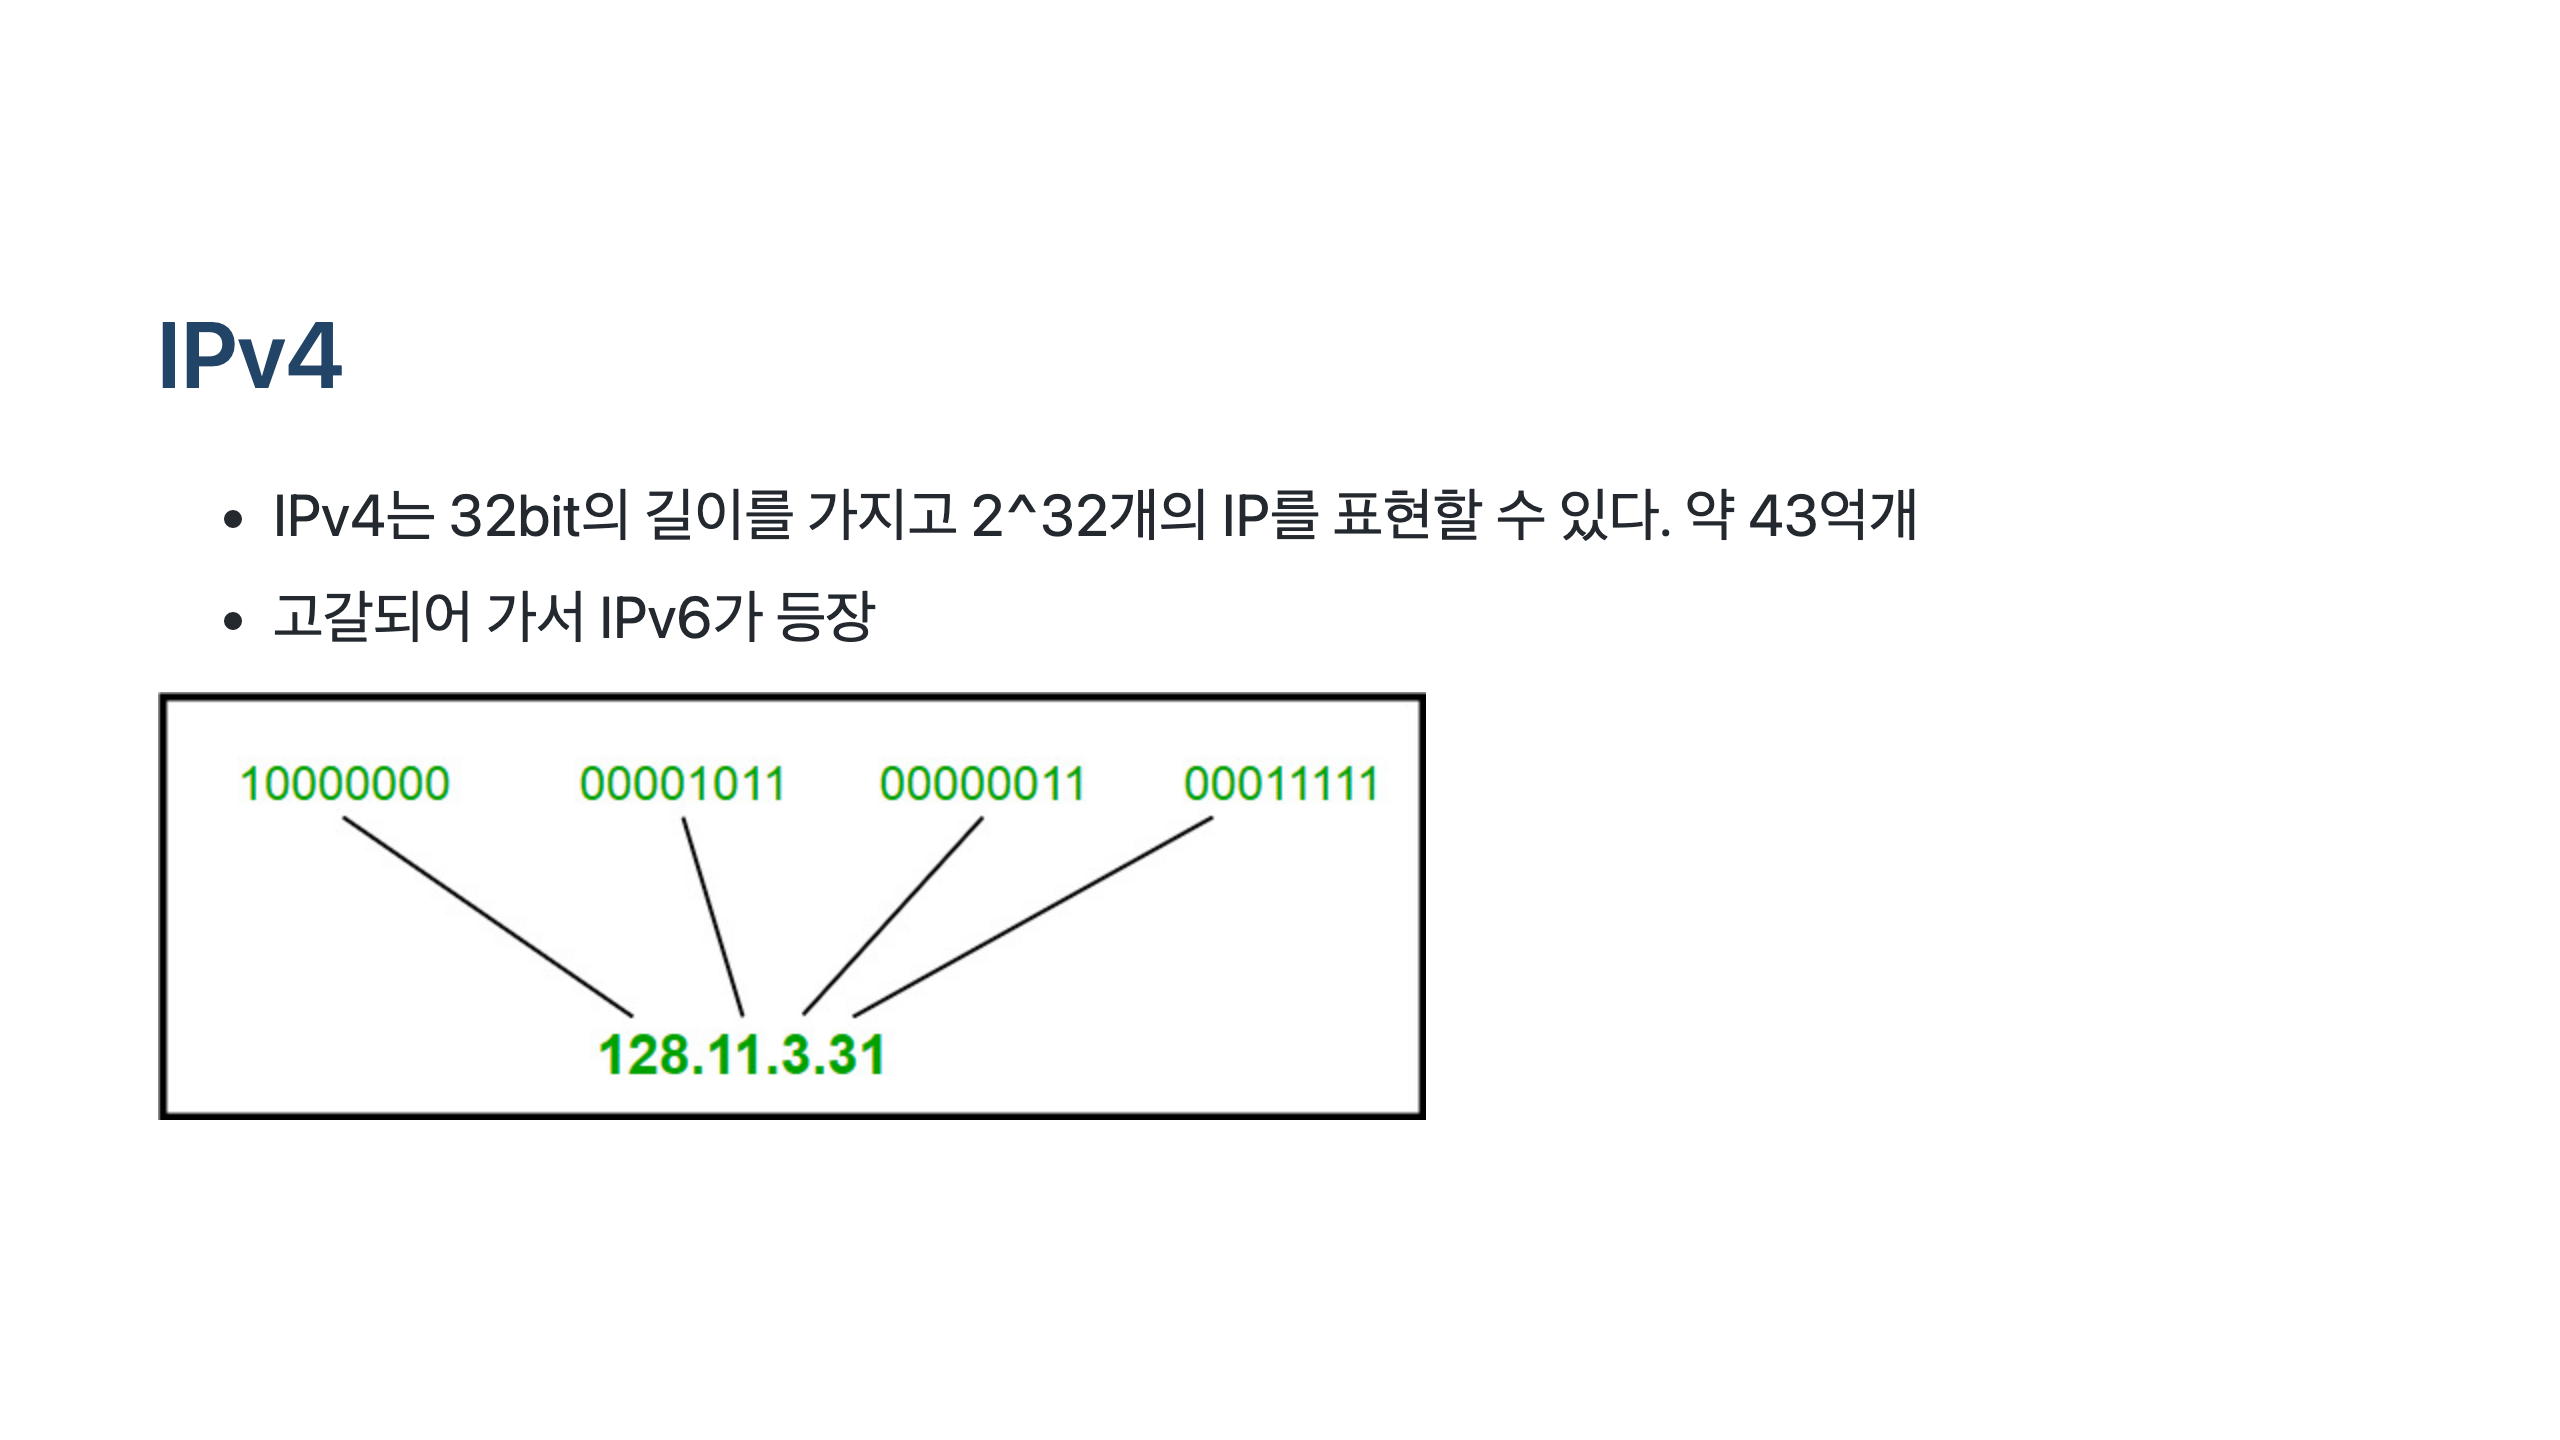 IPv4
• IPv4는 32bit의 길이를 가지고 2^32개의 IP를 표현할 수 있다. 약 43억개
• 고갈되어 가서 IPv6가 등장
10000000 00001011 00000011 00011111
128.11.3.31